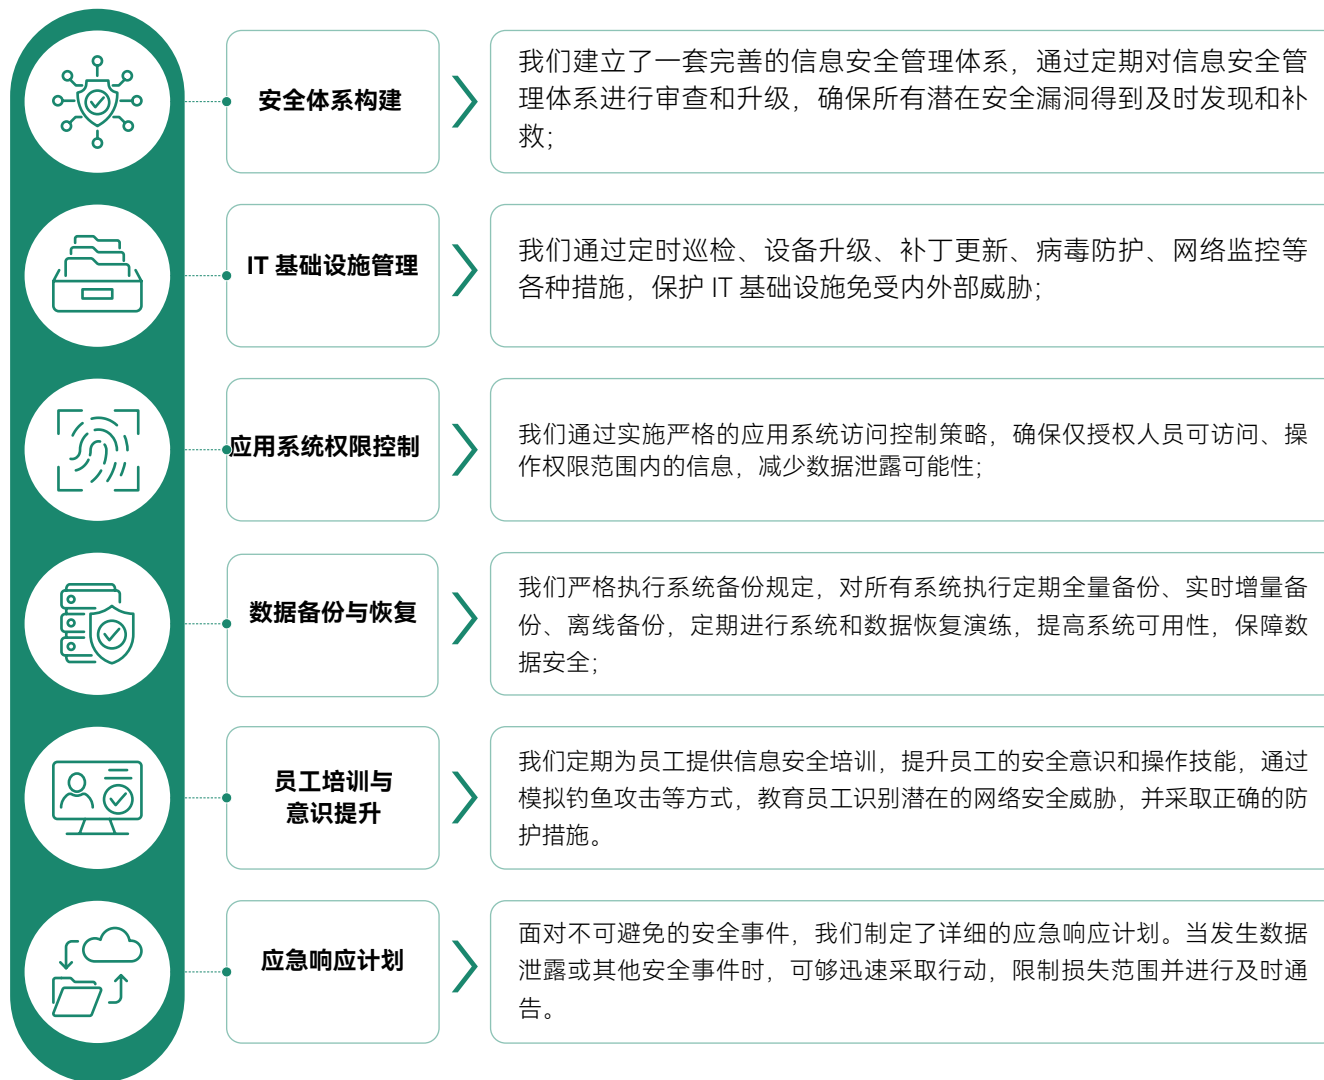 安全体系构建
我们建立了一套完善的信息安全管理体系，通过定期对信息安全管
理体系进行审查和升级，确保所有潜在安全漏洞得到及时发现和补
救；
IT 基础设施管理
我们通过定时巡检、设备升级、补丁更新、病毒防护、网络监控等
各种措施，保护 IT 基础设施免受内外部威胁；
应用系统权限控制
我们通过实施严格的应用系统访问控制策略，确保仅授权人员可访问、操
作权限范围内的信息，减少数据泄露可能性；
数据备份与恢复
我们严格执行系统备份规定，对所有系统执行定期全量备份、实时增量备
份、离线备份，定期进行系统和数据恢复演练，提高系统可用性，保障数
据安全；
员工培训与
意识提升
我们定期为员工提供信息安全培训，提升员工的安全意识和操作技能，通过
模拟钓鱼攻击等方式，教育员工识别潜在的网络安全威胁，并采取正确的防
护措施。
应急响应计划
面对不可避免的安全事件，我们制定了详细的应急响应计划。当发生数据
泄露或其他安全事件时，可够迅速采取行动，限制损失范围并进行及时通
告。